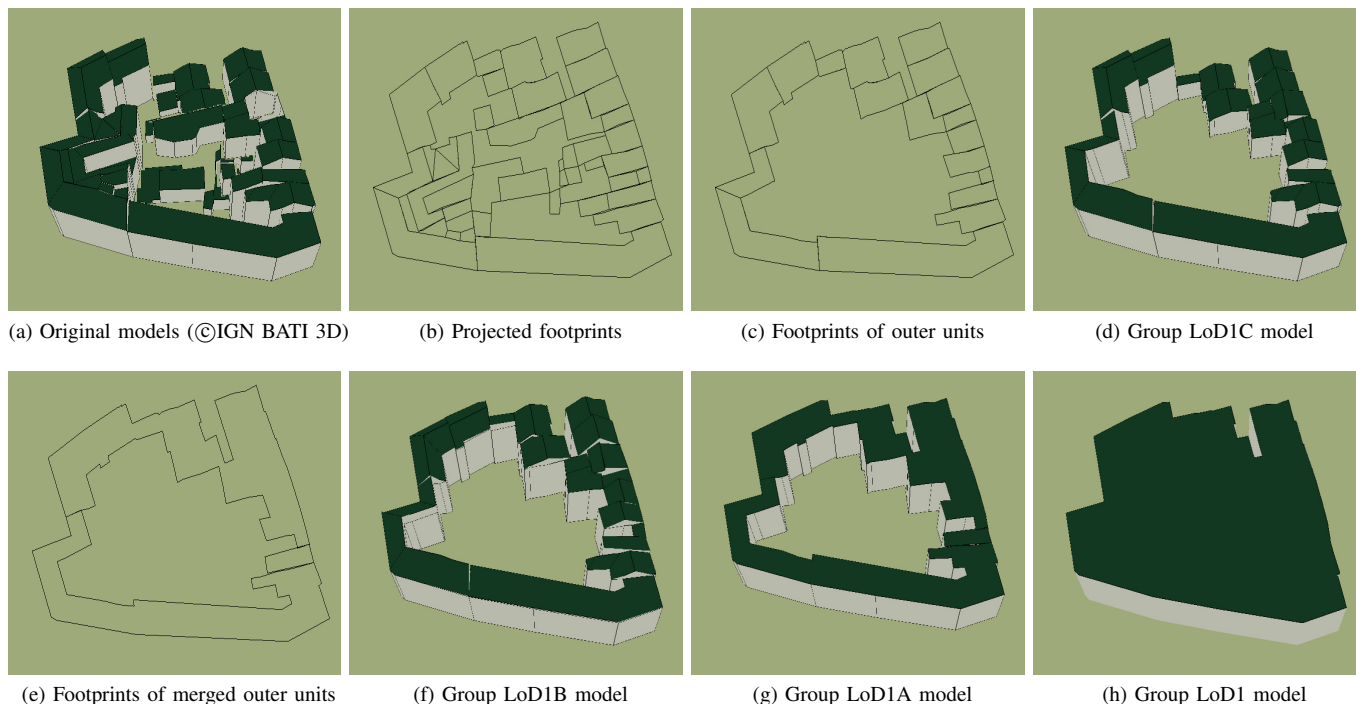 (a) Original models (©IGN BATI 3D)
(b) Projected footprints
(c) Footprints of outer units
(d) Group LoD1C model
(e) Footprints of merged outer units
(f) Group LoD1B model
(g) Group LoD1A model
(h) Group LoD1 model